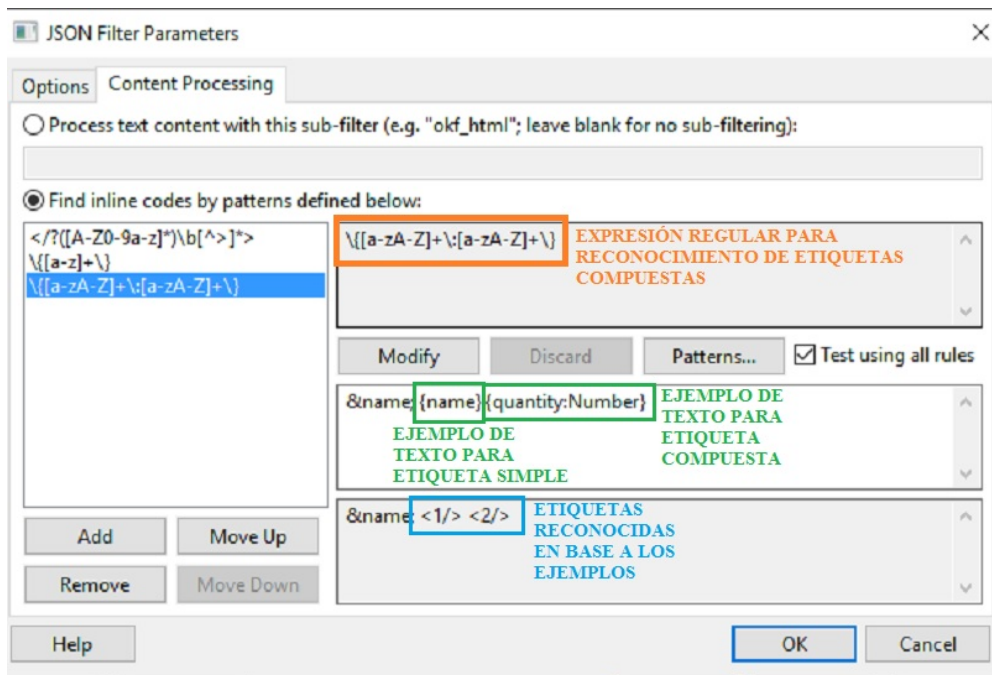 JSON Filter Parameters
Options Content Processing
Process text content with this sub-filter (e.g. "okf_html"; leave blank for no sub-filtering):
Find inline codes by patterns defined below:
</?([A-Z0-9a-z]*)\b[^>]*>
\{[a-z]+\}
\{[a-zA-Z]+\:[a-zA-Z]+\}
\{[a-zA-Z]+\:[a-zA-Z]+\}
EXPRESIÓN REGULAR PARA
RECONOCIMIENTO DE ETIQUETAS
COMPUESTAS
Modify Discard Patterns... Test using all rules
&name; {name} {quantity:Number}
EJEMPLO DE
TEXTO PARA
ETIQUETA SIMPLE
EJEMPLO DE
TEXTO PARA
ETIQUETA
COMPUESTA
&name; <1/> <2/>
ETIQUETAS
RECONOCIDAS
EN BASE A LOS
EJEMPLOS
Add Move Up
Remove Move Down
Help OK Cancel